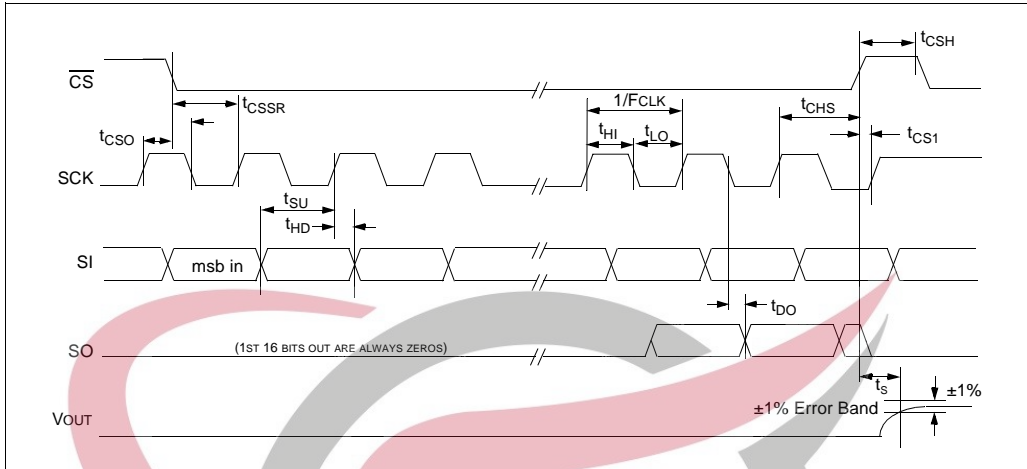 tCSH
CS
tCSSR
1/FCLK
tCHS
tCSO
tHI
tLO
tCS1
SCK
tSU
tHD
SI
msb in
tDO
SO
(1ST 16 BITS OUT ARE ALWAYS ZEROS)
tS
±1%
±1% Error Band
VOUT